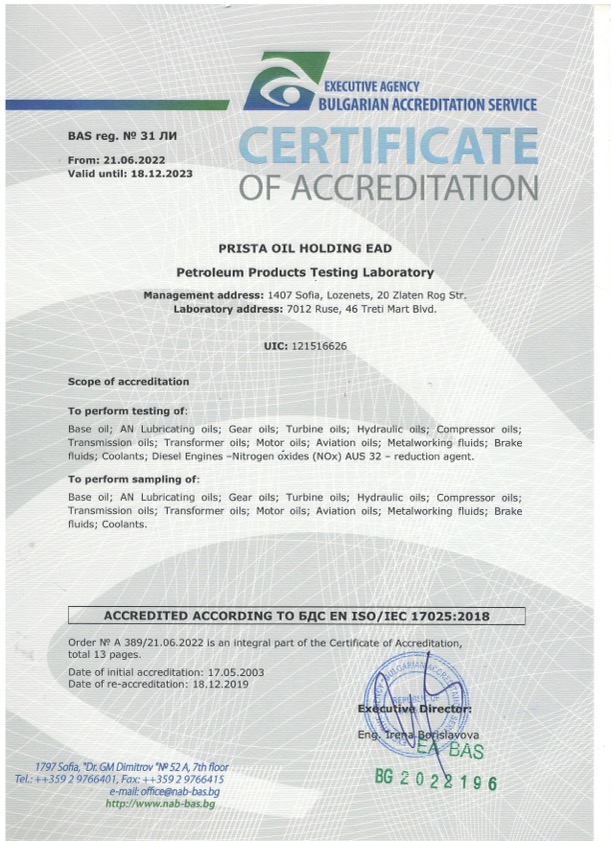 EXECUTIVE AGENCY
BULGARIAN ACCREDITATION SERVICE
BAS reg. № 31 ЛИ
From: 21.06.2022
Valid until: 18.12.2023
CERTIFICATE
OF ACCREDITATION
PRISTA OIL HOLDING EAD
Petroleum Products Testing Laboratory
Management address: 1407 Sofia, Lozenets, 20 Zlaten Rog Str.
Laboratory address: 7012 Ruse, 46 Treti Mart Blvd.
UIC: 121516626
Scope of accreditation
To perform testing of:
Base oil; AN Lubricating oils; Gear oils; Turbine oils; Hydraulic oils; Compressor oils;
Transmission oils; Transformer oils; Motor oils; Aviation oils; Metalworking fluids; Brake
fluids; Coolants; Diesel Engines –Nitrogen oxides (NOx) AUS 32 – reduction agent.
To perform sampling of:
Base oil; AN Lubricating oils; Gear oils; Turbine oils; Hydraulic oils; Compressor oils;
Transmission oils; Transformer oils; Motor oils; Aviation oils; Metalworking fluids; Brake
fluids; Coolants.
ACCREDITED ACCORDING TO БДС EN ISO/IEC 17025:2018
Order № A 389/21.06.2022 is an integral part of the Certificate of Accreditation,
total 13 pages.
Date of initial accreditation: 17.05.2003
Date of re-accreditation: 18.12.2019
REPUBLIC OF
Executive Director:
Eng. Irena Borislavova
EA BAS
BG 2022196
1797 Sofia, "Dr. GM Dimitrov "№ 52 A, 7th floor
Tel.: ++359 2 9766401, Fax: ++359 2 9766415
e-mail: office@nab-bas.bg
http://www.nab-bas.bg